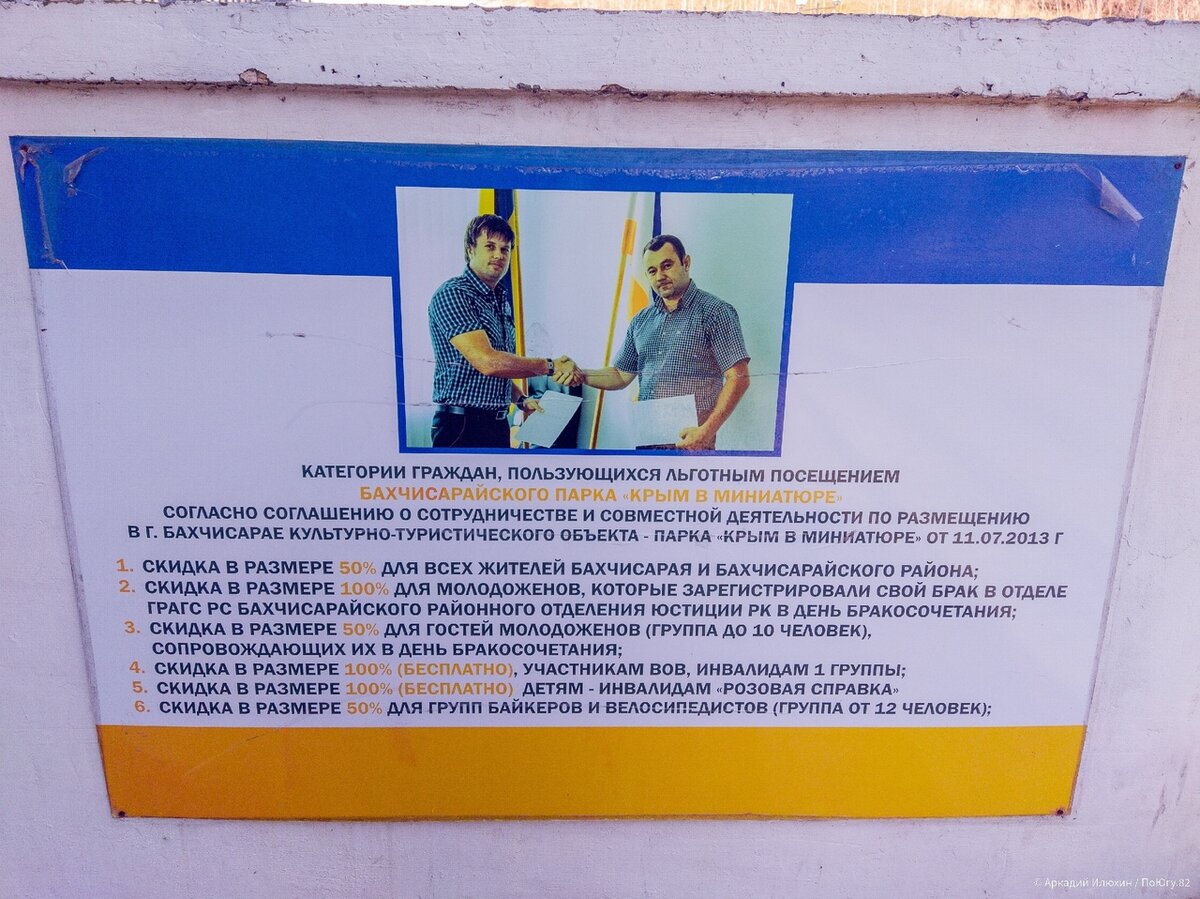 КАТЕГОРИИ ГРАЖДАН, ПОЛЬЗУЮЩИХСЯ ЛЬГОТНЫМ ПОСЕЩЕНИЕМ
БАХЧИСАРАЙСКОГО ПАРКА «КРЫМ В МИНИАТЮРЕ»
СОГЛАСНО СОГЛАШЕНИЮ О СОТРУДНИЧЕСТВЕ И СОВМЕСТНОЙ ДЕЯТЕЛЬНОСТИ ПО РАЗМЕЩЕНИЮ
В Г. БАХЧИСАРАЕ КУЛЬТУРНО-ТУРИСТИЧЕСКОГО ОБЪЕКТА - ПАРКА «КРЫМ В МИНИАТЮРЕ» ОТ 11.07.2013 Г
1. СКИДКА В РАЗМЕРЕ 50% ДЛЯ ВСЕХ ЖИТЕЛЕЙ БАХЧИСАРАЯ И БАХЧИСАРАЙСКОГО РАЙОНА;
2. СКИДКА В РАЗМЕРЕ 100% ДЛЯ МОЛОДОЖЕНОВ, КОТОРЫЕ ЗАРЕГИСТРИРОВАЛИ СВОЙ БРАК В ОТДЕЛЕ
ГРАГС РС БАХЧИСАРАЙСКОГО РАЙОННОГО ОТДЕЛЕНИЯ ЮСТИЦИИ РК В ДЕНЬ БРАКОСОЧЕТАНИЯ;
3. СКИДКА В РАЗМЕРЕ 50% ДЛЯ ГОСТЕЙ МОЛОДОЖЕНОВ (ГРУППА ДО 10 ЧЕЛОВЕК),
СОПРОВОЖДАЮЩИХ ИХ В ДЕНЬ БРАКОСОЧЕТАНИЯ;
4. СКИДКА В РАЗМЕРЕ 100% (БЕСПЛАТНО), УЧАСТНИКАМ ВОВ, ИНВАЛИДАМ 1 ГРУППЫ;
5. СКИДКА В РАЗМЕРЕ 100% (БЕСПЛАТНО) ДЕТЯМ - ИНВАЛИДАМ «РОЗОВАЯ СПРАВКА»
6. СКИДКА В РАЗМЕРЕ 50% ДЛЯ ГРУПП БАЙКЕРОВ И ВЕЛОСИПЕДИСТОВ (ГРУППА ОТ 12 ЧЕЛОВЕК);
© Аркадий Илюхин / ПоЮгу.82